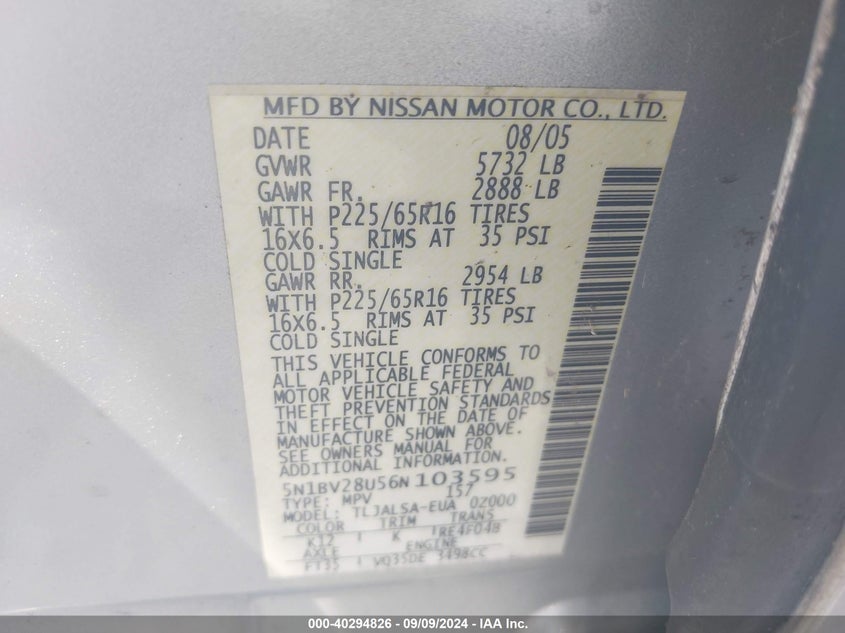 MFD BY NISSAN MOTOR CO., LTD.
DATE 08/05
GVWR 5732 LB
GAWR FR. 2888 LB
WITH P225/65R16 TIRES
16X6.5 RIMS AT 35 PSI
COLD SINGLE
GAWR RR. 2954 LB
WITH P225/65R16 TIRES
16X6.5 RIMS AT 35 PSI
COLD SINGLE
THIS VEHICLE CONFORMS TO
ALL APPLICABLE FEDERAL
MOTOR VEHICLE SAFETY AND
THEFT PREVENTION STANDARDS
IN EFFECT ON THE DATE OF
MANUFACTURE SHOWN ABOVE.
SEE OWNERS MANUAL FOR
ADDITIONAL INFORMATION.
5N1BV28U56N103595
TYPE: MPV 157
MODEL: TLJALSA-EUA 0Z000
COLOR TRIM TRANS
K12 K RE4F04B
AXLE ENGINE
FT35 VQ35DE 3498CC
000-40294826 - 09/09/2024 - IAA Inc.